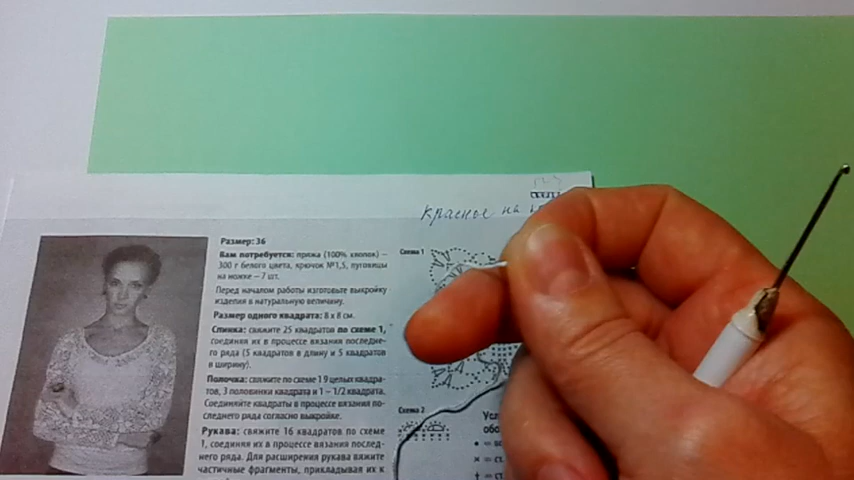 Красное на
Размер: 36
Вам потребуется: пряжа (100% хлопок) –
300 г белого цвета, крючок №1,5, пуговицы
на ножке – 7 шт.
Перед началом работы изготовьте выкройку
изделия в натуральную величину.
Размер одного квадрата: 8 х 8 см.
Спинка: свяжите 25 квадратов по схеме 1,
соединяя их в процессе вязания последне-
го ряда (5 квадратов в длину и 5 квадратов
в ширину).
Полочка: свяжите по схеме 1 9 целых квадра-
тов, 3 половинки квадрата и 1 – 1/2 квадрата.
Соединяйте квадраты в процессе вязания по-
следнего ряда согласно выкройке.
Рукава: свяжите 16 квадратов по схеме
1, соединяя их в процессе вязания послед-
него ряда. Для расширения рукава вяжите
частичные фрагменты, прикладывая их к
Схема 1
Схема 2
Усл
обо